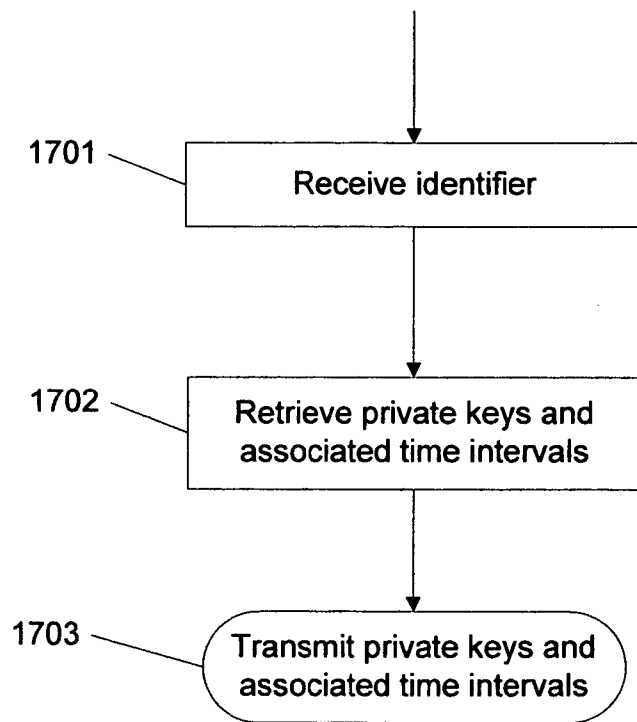 1701
Receive identifier
1702
Retrieve private keys and
associated time intervals
1703
Transmit private keys and
associated time intervals